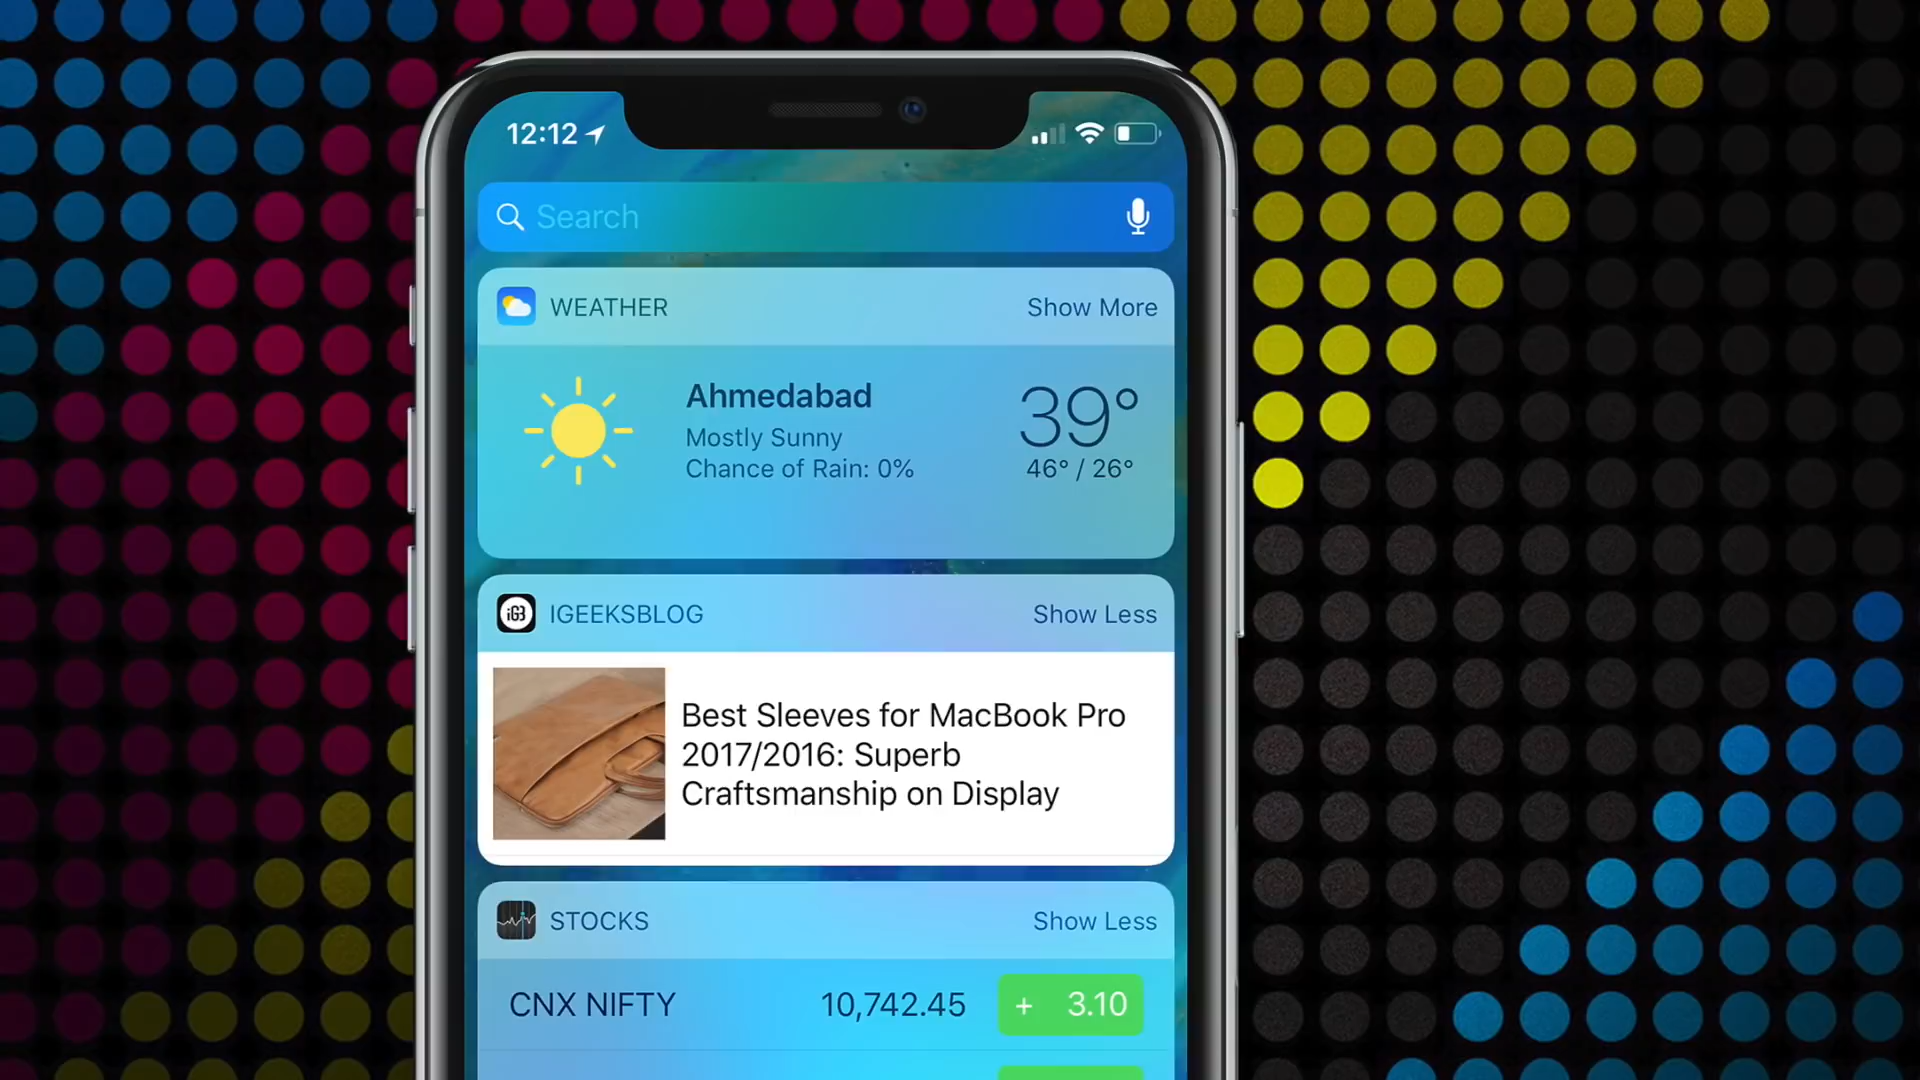 12:12
Search
WEATHER Show More
Ahmedabad
Mostly Sunny
Chance of Rain: 0%
39°
46° / 26°
iGB IGEEKSBLOG Show Less
Best Sleeves for MacBook Pro
2017/2016: Superb
Craftsmanship on Display
STOCKS Show Less
CNX NIFTY 10,742.45 + 3.10